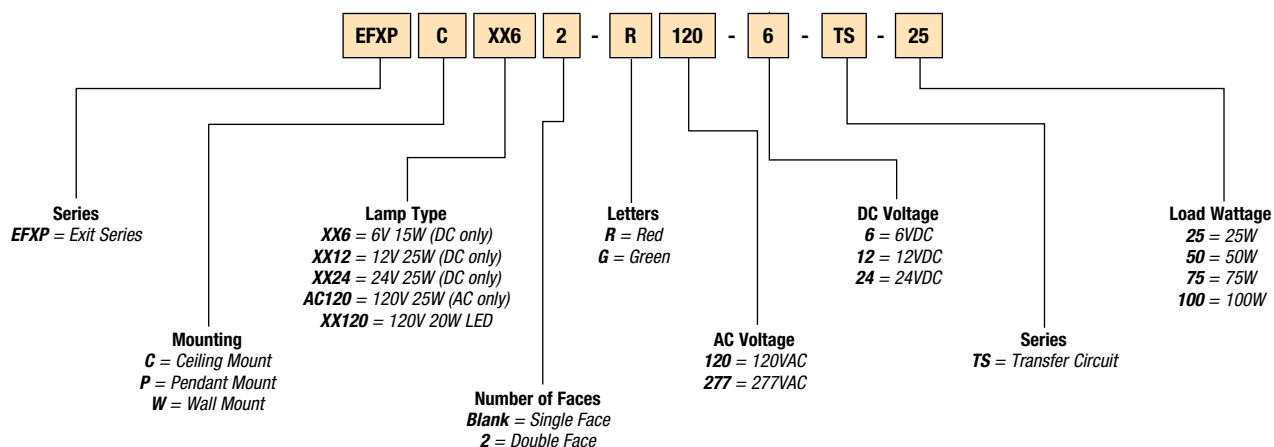 EFXP C XX6 2 - R 120 - 6 - TS - 25
Series
EFXP = Exit Series
Mounting
C = Ceiling Mount
P = Pendant Mount
W = Wall Mount
Lamp Type
XX6 = 6V 15W (DC only)
XX12 = 12V 25W (DC only)
XX24 = 24V 25W (DC only)
AC120 = 120V 25W (AC only)
XX120 = 120V 20W LED
Number of Faces
Blank = Single Face
2 = Double Face
Letters
R = Red
G = Green
AC Voltage
120 = 120VAC
277 = 277VAC
DC Voltage
6 = 6VDC
12 = 12VDC
24 = 24VDC
Series
TS = Transfer Circuit
Load Wattage
25 = 25W
50 = 50W
75 = 75W
100 = 100W